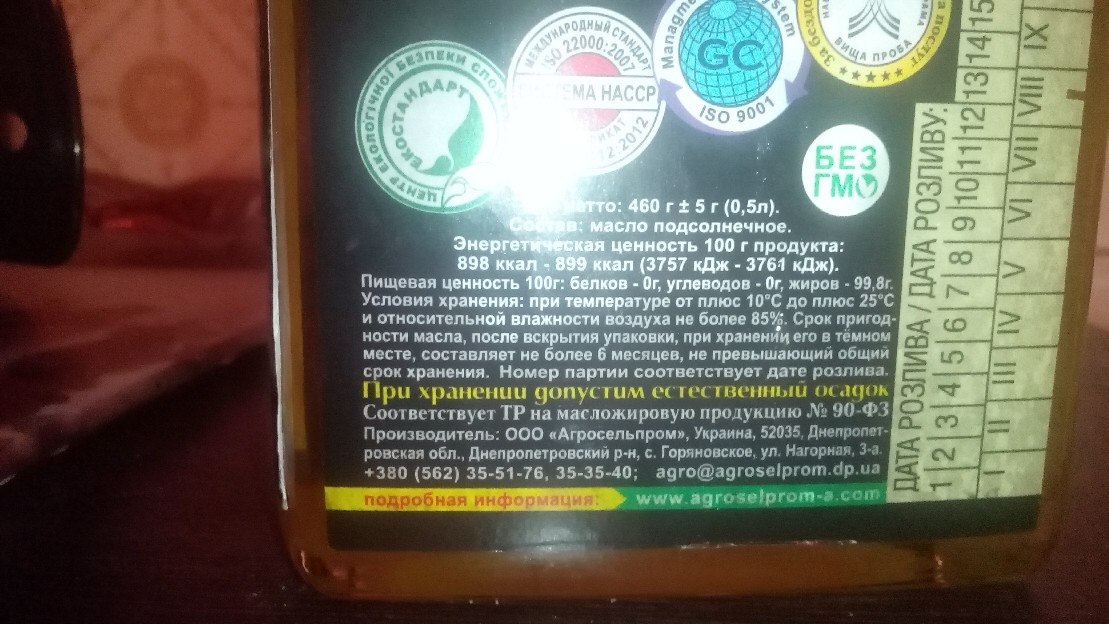 ЦЕНТР ЕКОЛОГІЧНОЇ БЕЗПЕКИ
ЕКОСТАНДАРТ
МЕЖДУНАРОДНЫЙ СТАНДАРТ
ISO 22000:
НАССР
12.2012
System
GC
ISO 9001
ВИЩА ПРОБА
БЕЗ
ГМО
460 г ± 5 г (0,5л).
масло подсолнечное.
Энергетическая ценность 100 г продукта:
898 ккал - 899 ккал (3757 кДж - 3761 кДж).
Пищевая ценность 100г: белков - 0г, углеводов - 0г, жиров - 99,8г.
Условия хранения: при температуре от плюс 10°С до плюс 25°С
и относительной влажности воздуха не более 85%. Срок пригод-
ности масла, после вскрытия упаковки, при хранении его в тёмном
месте, составляет не более 6 месяцев, не превышающий общий
срок хранения. Номер партии соответствует дате розлива.
При хранении допустим естественный осадок
Соответствует ТР на масложировую продукцию № 90-ФЗ
Производитель: ООО «Агросельпром», Украина, 52035, Днепропет-
ровская обл., Днепропетровский р-н, с. Горяновское, ул. Нагорная, 3-а.
+380 (562) 35-51-76, 35-35-40; agro@agroselprom.dp.ua
подробная информация: www.agroselprom-a.com
ДАТА РОЗЛИВА / ДАТА РОЗЛИВУ:
1 2 3 4 5 6 7 8 9 10 11 12 13 14 15
I II III IV V VI VII VIII IX